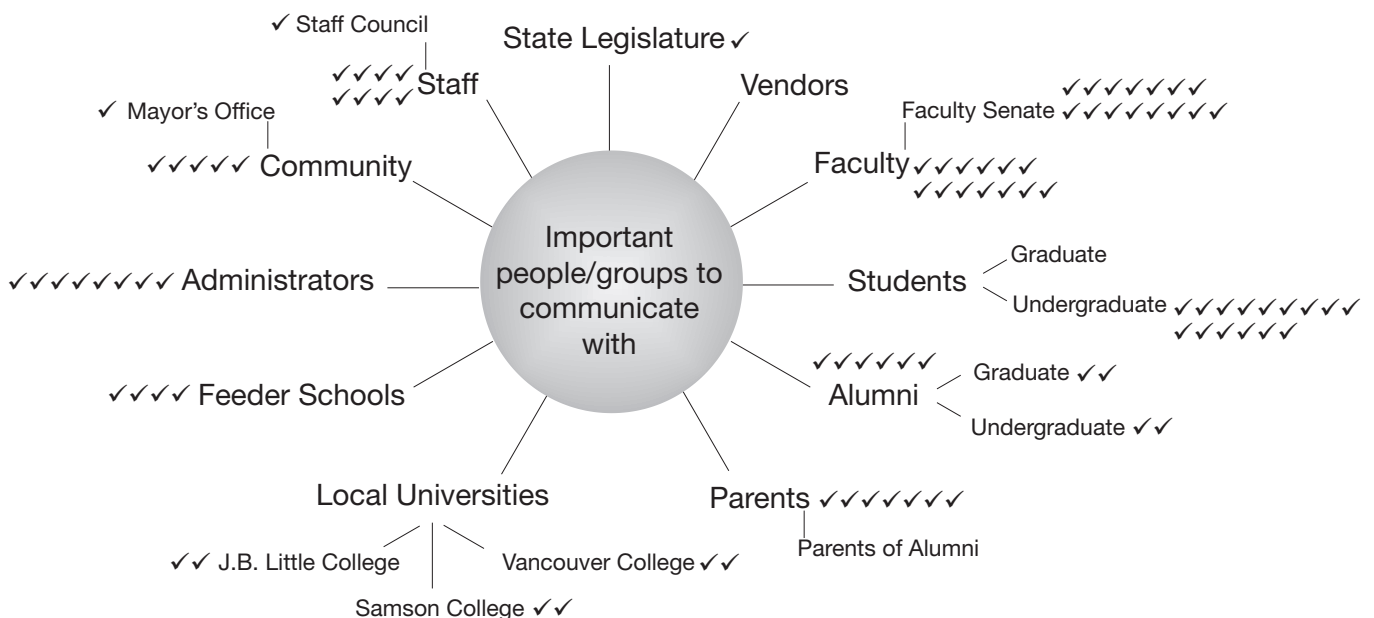 ✓ Staff Council
State Legislature ✓
✓✓✓✓
✓✓✓✓ Staff
Vendors
✓ Mayor's Office
✓✓✓✓✓ Community
✓✓✓✓✓✓✓
Faculty Senate ✓✓✓✓✓✓✓✓
Faculty ✓✓✓✓✓✓
✓✓✓✓✓✓✓
Important
people/groups to
communicate
with
✓✓✓✓✓✓✓✓ Administrators
Students
Graduate
Undergraduate ✓✓✓✓✓✓✓✓✓
✓✓✓✓✓✓
✓✓✓✓ Feeder Schools
✓✓✓✓✓✓
Alumni
Graduate ✓✓
Undergraduate ✓✓
Local Universities
✓✓ J.B. Little College
Samson College ✓✓
Vancouver College ✓✓
Parents ✓✓✓✓✓✓✓
Parents of Alumni